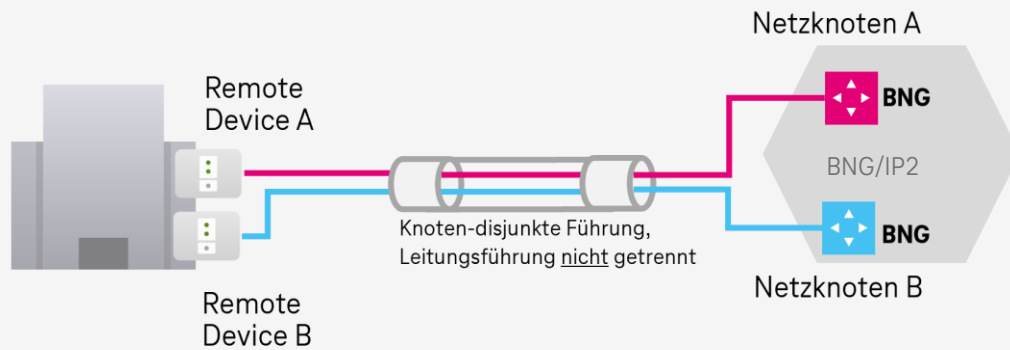 Netzknoten A
Remote
Device A
BNG
BNG/IP2
Knoten-disjunkte Führung,
Leitungsführung nicht getrennt
BNG
Netzknoten B
Remote
Device B